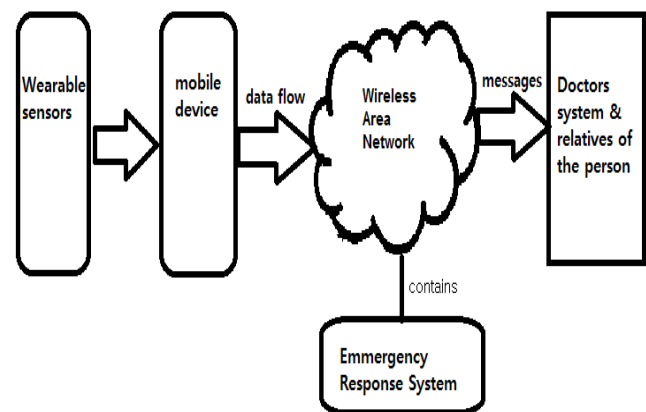 Wearable
sensors
mobile
device
data flow
Wireless
Area
Network
messages
Doctors
system &
relatives of
the person
contains
Emmergency
Response System